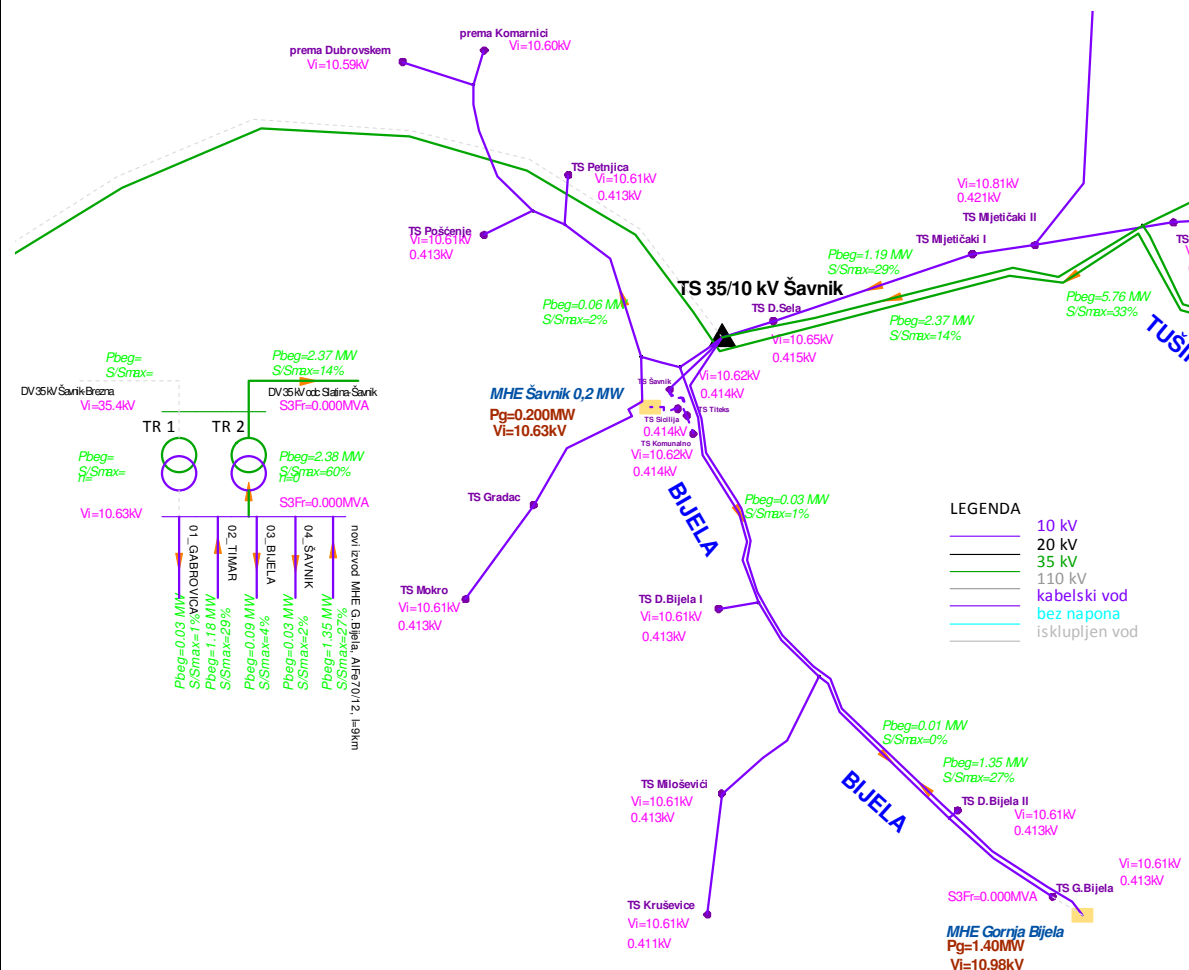 prema Komarnici
Vi=10.60kV
prema Dubrovskem
Vi=10.59kV
TS Petnjica
Vi=10.61kV
0.413kV
TS Pošćenje
Vi=10.61kV
0.413kV
Vi=10.81kV
0.421kV
TS Mljetičaki II
TS Mljetičaki I
TS
Pbeg=1.19 MW
S/Smax=29%
TS 35/10 kV Šavnik
TS D.Sela
Pbeg=5.76 MW
S/Smax=33%
Pbeg=2.37 MW
S/Smax=14%
Pbeg=0.06 MW
S/Smax=2%
Vi=10.65kV
0.415kV
Pbeg=
S/Smax=
Pbeg=2.37 MW
S/Smax=14%
DV 35 kV Šavnik-Brezna
DV 35 kV odc Slatina-Šavnik
Vi=35.4kV
S3Fr=0.000MVA
TR 1
TR 2
MHE Šavnik 0,2 MW
Pg=0.200MW
Vi=10.63kV
TS Šavnik
Vi=10.62kV
0.414kV
TS Titeks
TS Sicilija
0.414kV
TS Komunalno
Vi=10.62kV
0.414kV
Pbeg=
S/Smax=
n=
Pbeg=2.38 MW
S/Smax=60%
n=0
S3Fr=0.000MVA
Vi=10.63kV
TS Gradac
BIJELA
Pbeg=0.03 MW
S/Smax=1%
01_GABROVICA
02_TIMAR
03_BIJELA
04_ŠAVNIK
novi izvod MHE G.Bijela, AlFe70/12, l=9km
Pbeg=0.03 MW
S/Smax=1%
Pbeg=1.18 MW
S/Smax=29%
Pbeg=0.09 MW
S/Smax=4%
Pbeg=0.03 MW
S/Smax=2%
Pbeg=1.35 MW
S/Smax=27%
LEGENDA
10 kV
20 kV
35 kV
110 kV
kabelski vod
bez napona
isklupljen vod
TS Mokro
Vi=10.61kV
0.413kV
TS D.Bijela I
Vi=10.61kV
0.413kV
Pbeg=0.01 MW
S/Smax=0%
Pbeg=1.35 MW
S/Smax=27%
TS Miloševići
Vi=10.61kV
0.413kV
BIJELA
TS D.Bijela II
Vi=10.61kV
0.413kV
Vi=10.61kV
0.413kV
TS G.Bijela
S3Fr=0.000MVA
TS Kruševice
Vi=10.61kV
0.411kV
MHE Gornja Bijela
Pg=1.40MW
Vi=10.98kV